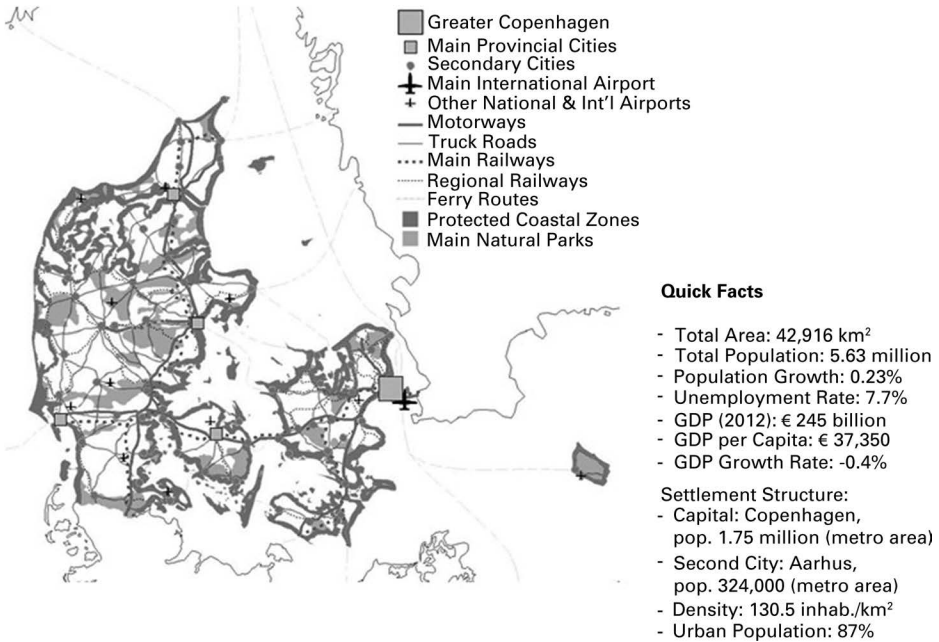 Greater Copenhagen
Main Provincial Cities
Secondary Cities
Main International Airport
Other National & Int'l Airports
Motorways
Truck Roads
Main Railways
Regional Railways
Ferry Routes
Protected Coastal Zones
Main Natural Parks
Quick Facts
- Total Area: 42,916 km²
- Total Population: 5.63 million
- Population Growth: 0.23%
- Unemployment Rate: 7.7%
- GDP (2012): € 245 billion
- GDP per Capita: € 37,350
- GDP Growth Rate: -0.4%
Settlement Structure:
- Capital: Copenhagen,
pop. 1.75 million (metro area)
- Second City: Aarhus,
pop. 324,000 (metro area)
- Density: 130.5 inhab./km²
- Urban Population: 87%